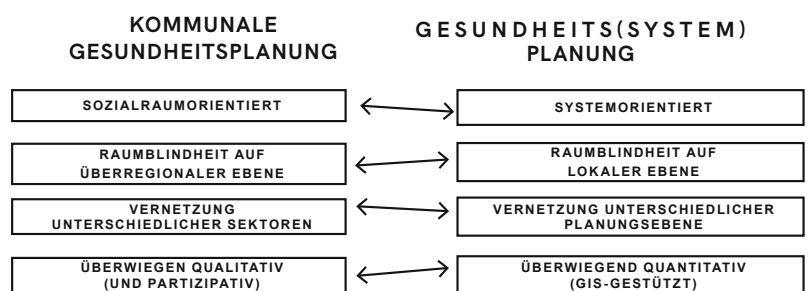 KOMMUNALE
GESUNDHEITSPLANUNG
GESUNDHEITS(SYSTEM)
PLANUNG
SOZIALRAUMORIENTIERT
SYSTEMORIENTIERT
RAUMBLINDHEIT AUF
ÜBERREGIONALER EBENE
RAUMBLINDHEIT AUF
LOKALER EBENE
VERNETZUNG
UNTERSCHIEDLICHER SEKTOREN
VERNETZUNG UNTERSCHIEDLICHER
PLANUNGSEBENE
ÜBERWIEGEN QUALITATIV
(UND PARTIZIPATIV)
ÜBERWIEGEND QUANTITATIV
(GIS-GESTÜTZT)